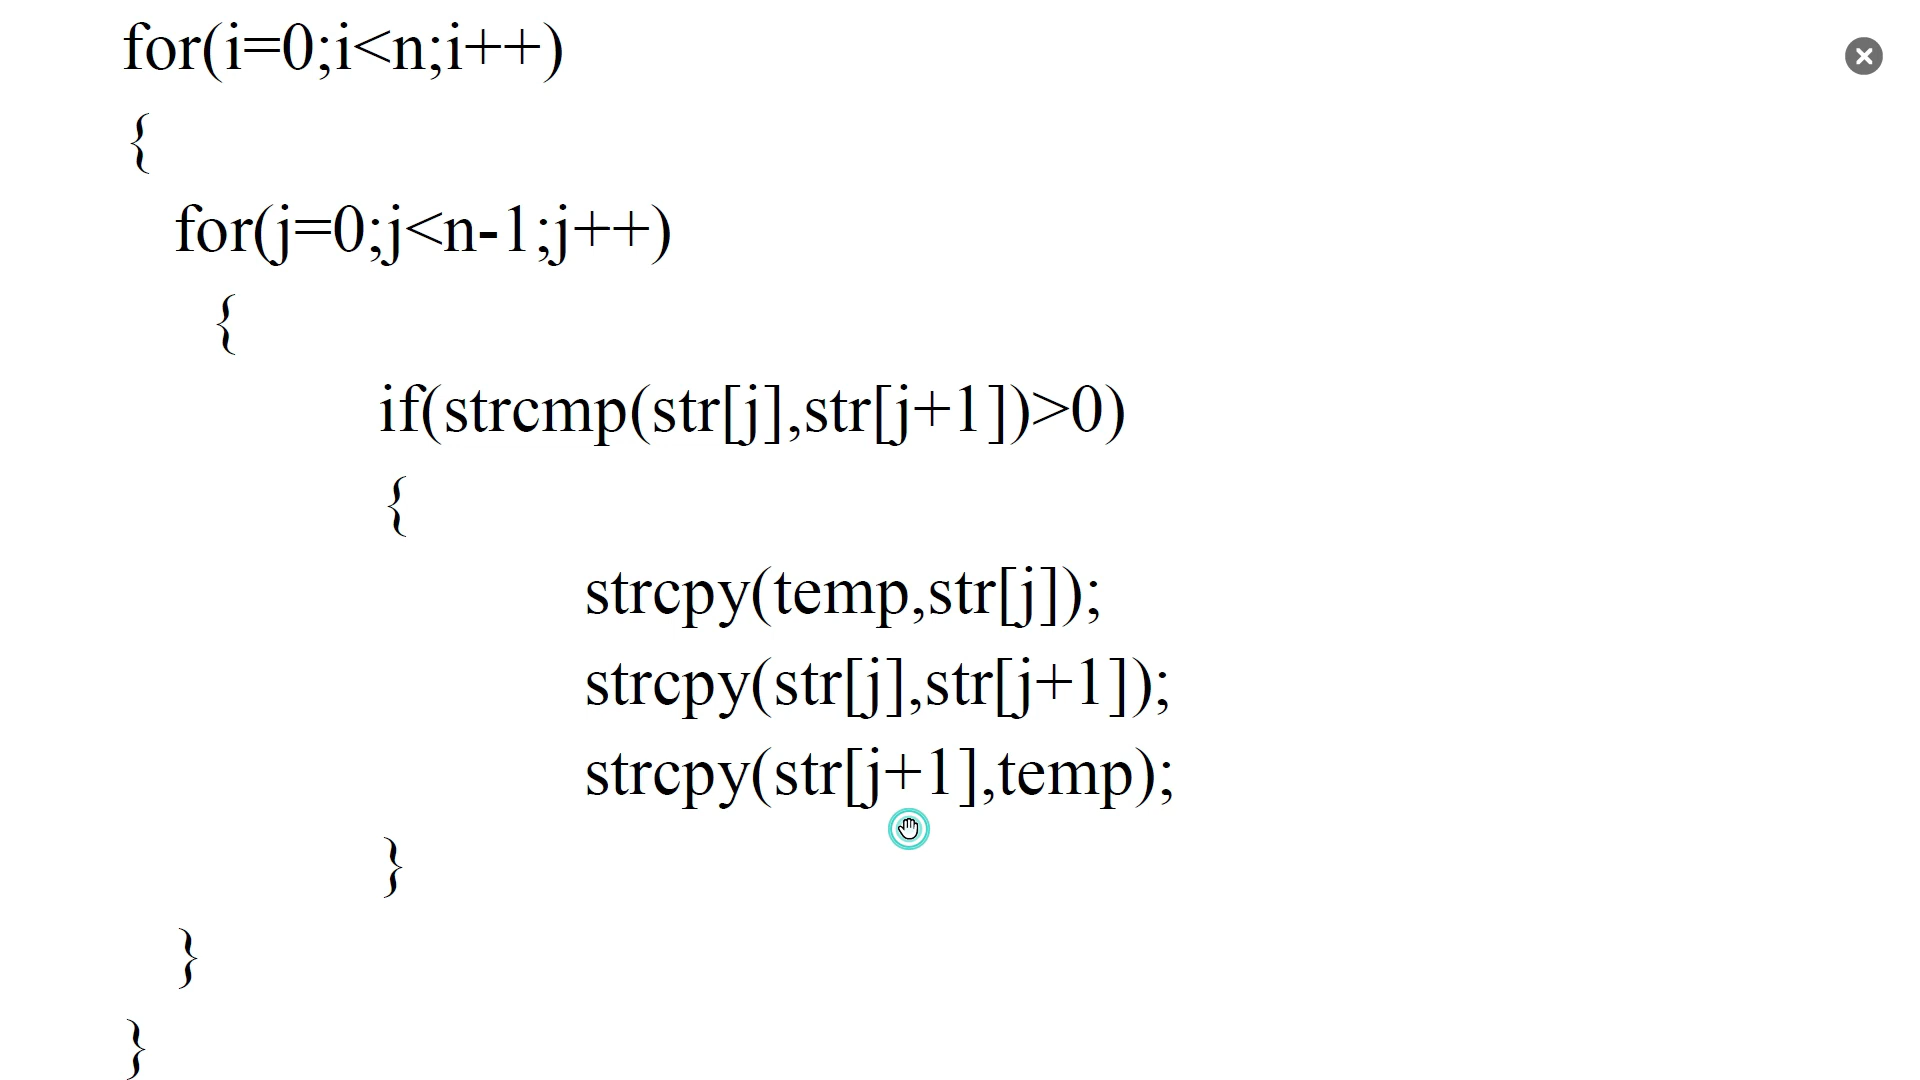 for(i=0;i<n;i++)
{
for(j=0;j<n-1;j++)
{
if(strcmp(str[j],str[j+1])>0)
{
strcpy(temp,str[j]);
strcpy(str[j],str[j+1]);
strcpy(str[j+1],temp);
}
}
}